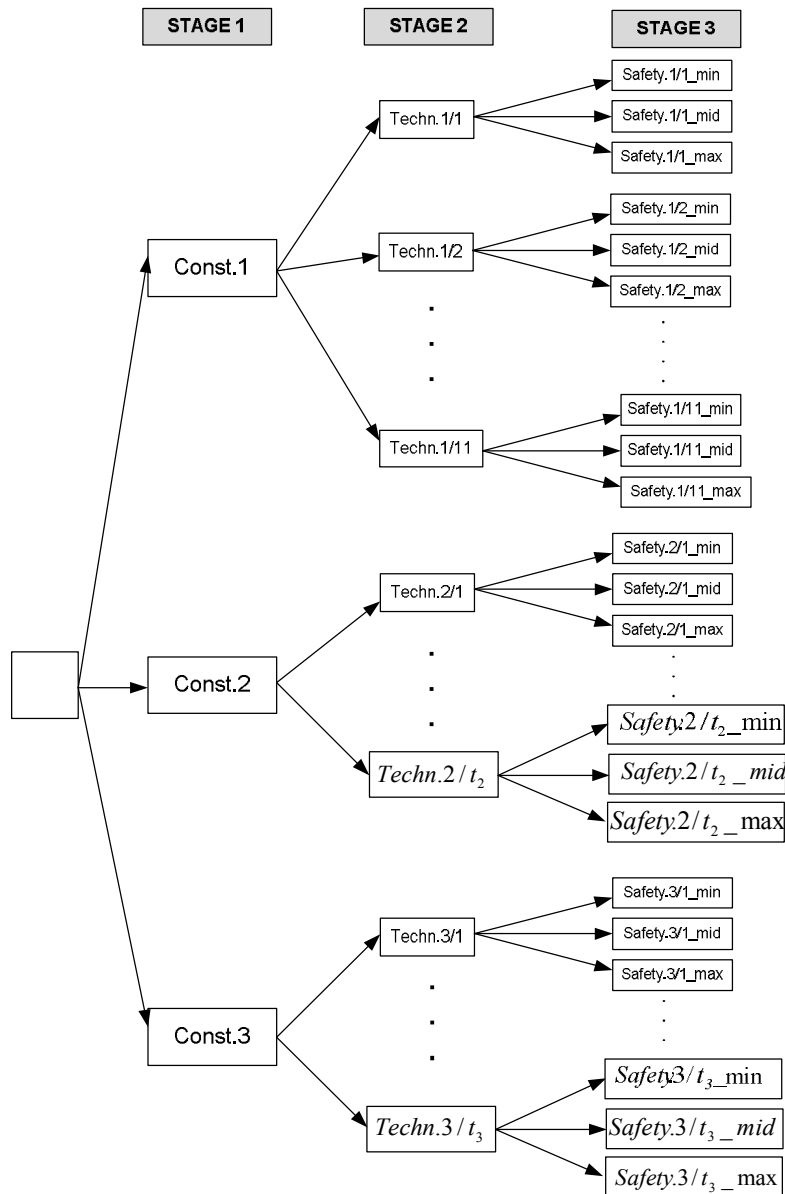 STAGE 1
STAGE 2
STAGE 3
Const.1
Techn.1/1
Safety.1/1_min
Safety.1/1_mid
Safety.1/1_max
Techn.1/2
Safety.1/2_min
Safety.1/2_mid
Safety.1/2_max
Techn.1/11
Safety.1/11_min
Safety.1/11_mid
Safety.1/11_max
Const.2
Techn.2/1
Safety.2/1_min
Safety.2/1_mid
Safety.2/1_max
Techn.2/t₂
Safety.2/t₂_min
Safety.2/t₂_mid
Safety.2/t₂_max
Const.3
Techn.3/1
Safety.3/1_min
Safety.3/1_mid
Safety.3/1_max
Techn.3/t₃
Safety.3/t₃_min
Safety.3/t₃_mid
Safety.3/t₃_max